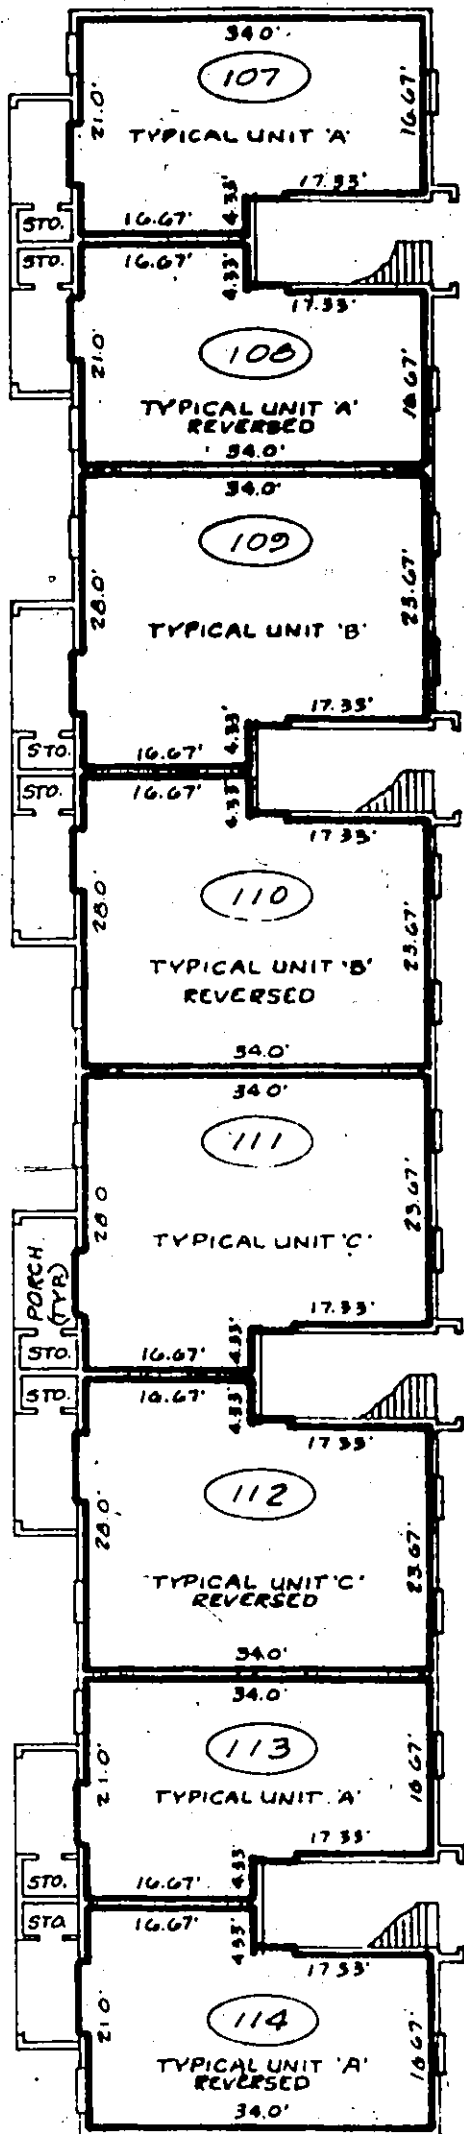 34.0'
107
21.0'
16.67'
TYPICAL UNIT 'A'
17.33'
4.33'
STO.
16.67'
STO.
16.67'
4.33'
17.33'
108
21.0'
16.67'
TYPICAL UNIT 'A'
REVERSED
34.0'
34.0'
109
28.0'
23.67'
TYPICAL UNIT 'B'
17.33'
4.33'
STO.
16.67'
STO.
16.67'
4.33'
17.33'
110
28.0'
23.67'
TYPICAL UNIT 'B'
REVERSED
34.0'
34.0'
111
28.0
23.67'
TYPICAL UNIT 'C'
PORCH
(TYP.)
17.33'
4.33'
STO.
16.67'
STO.
16.67'
4.33'
17.33'
112
28.0'
23.67'
TYPICAL UNIT 'C'
REVERSED
34.0'
34.0'
113
21.0'
16.67'
TYPICAL UNIT 'A'
17.33'
4.33'
STO.
16.67'
STO.
16.67'
4.33'
17.33'
114
21.0'
16.67'
TYPICAL UNIT 'A'
REVERSED
34.0'